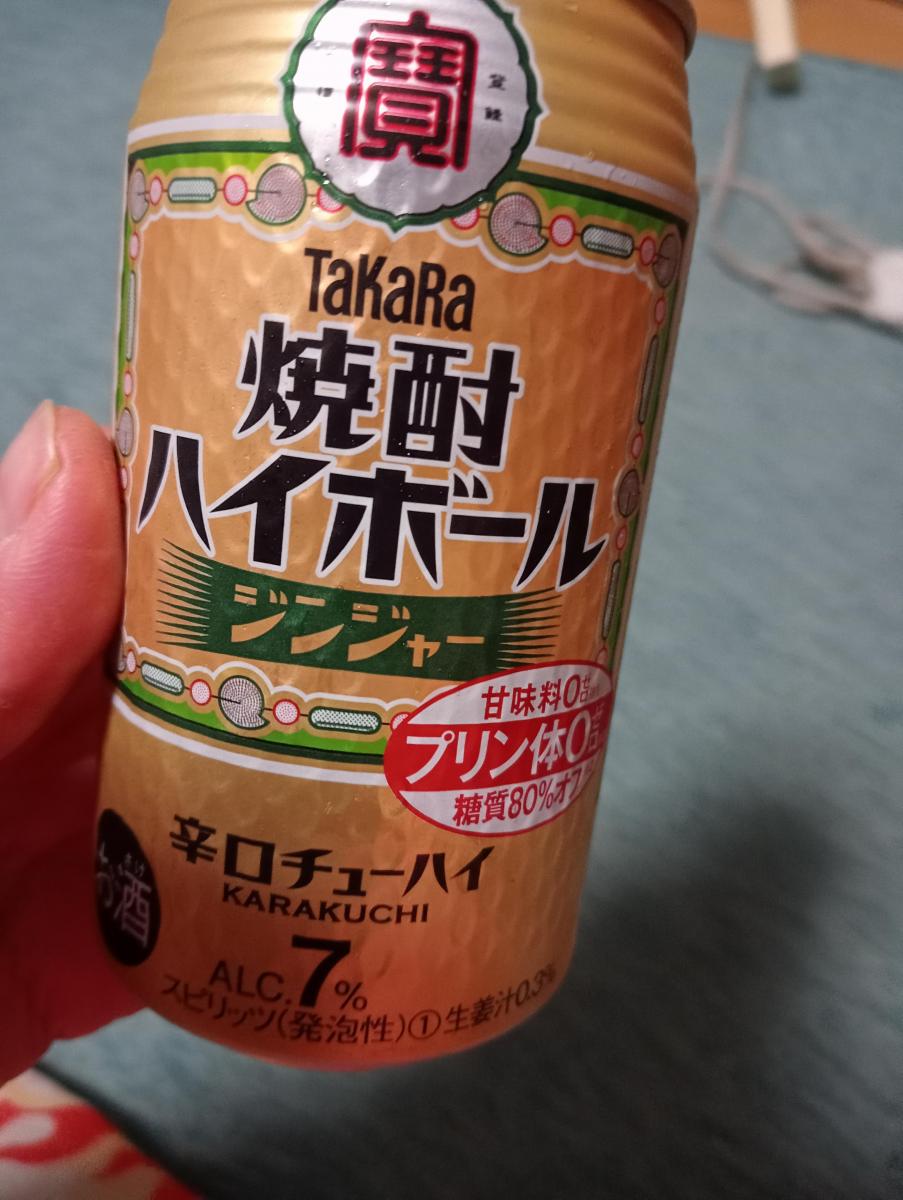 寶
登録
TaKaRa
焼酎
ハイボール
ジンジャー
甘味料0
プリン体0
糖質80%オフ
辛口チューハイ
KARAKUCHI
お酒
ALC.7%
スピリッツ(発泡性)①生姜汁0.3%